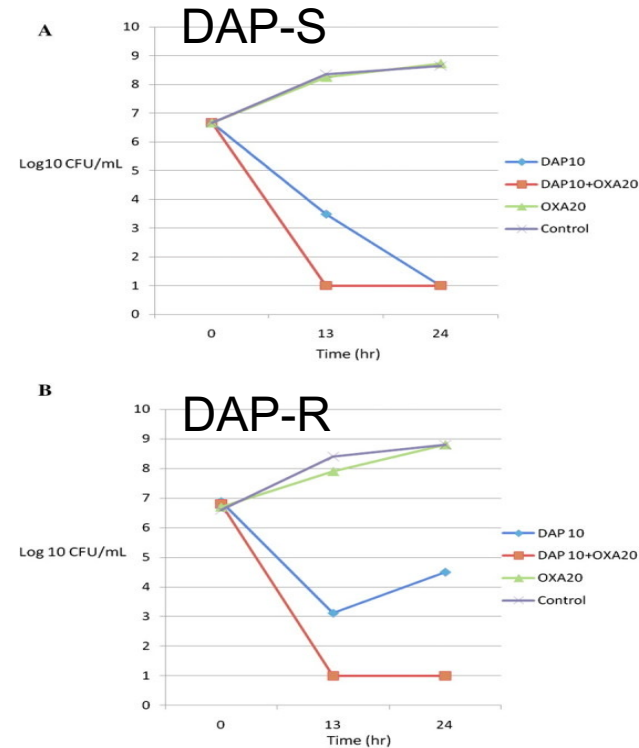 A
DAP-S
10
9
8
7
6
5
4
3
2
1
0
Log10 CFU/mL
0 13 24
Time (hr)
DAP10
DAP10+OXA20
OXA20
Control
B
DAP-R
10
9
8
7
6
5
4
3
2
1
0
Log 10 CFU/mL
0 13 24
Time (hr)
DAP 10
DAP 10+OXA20
OXA20
Control